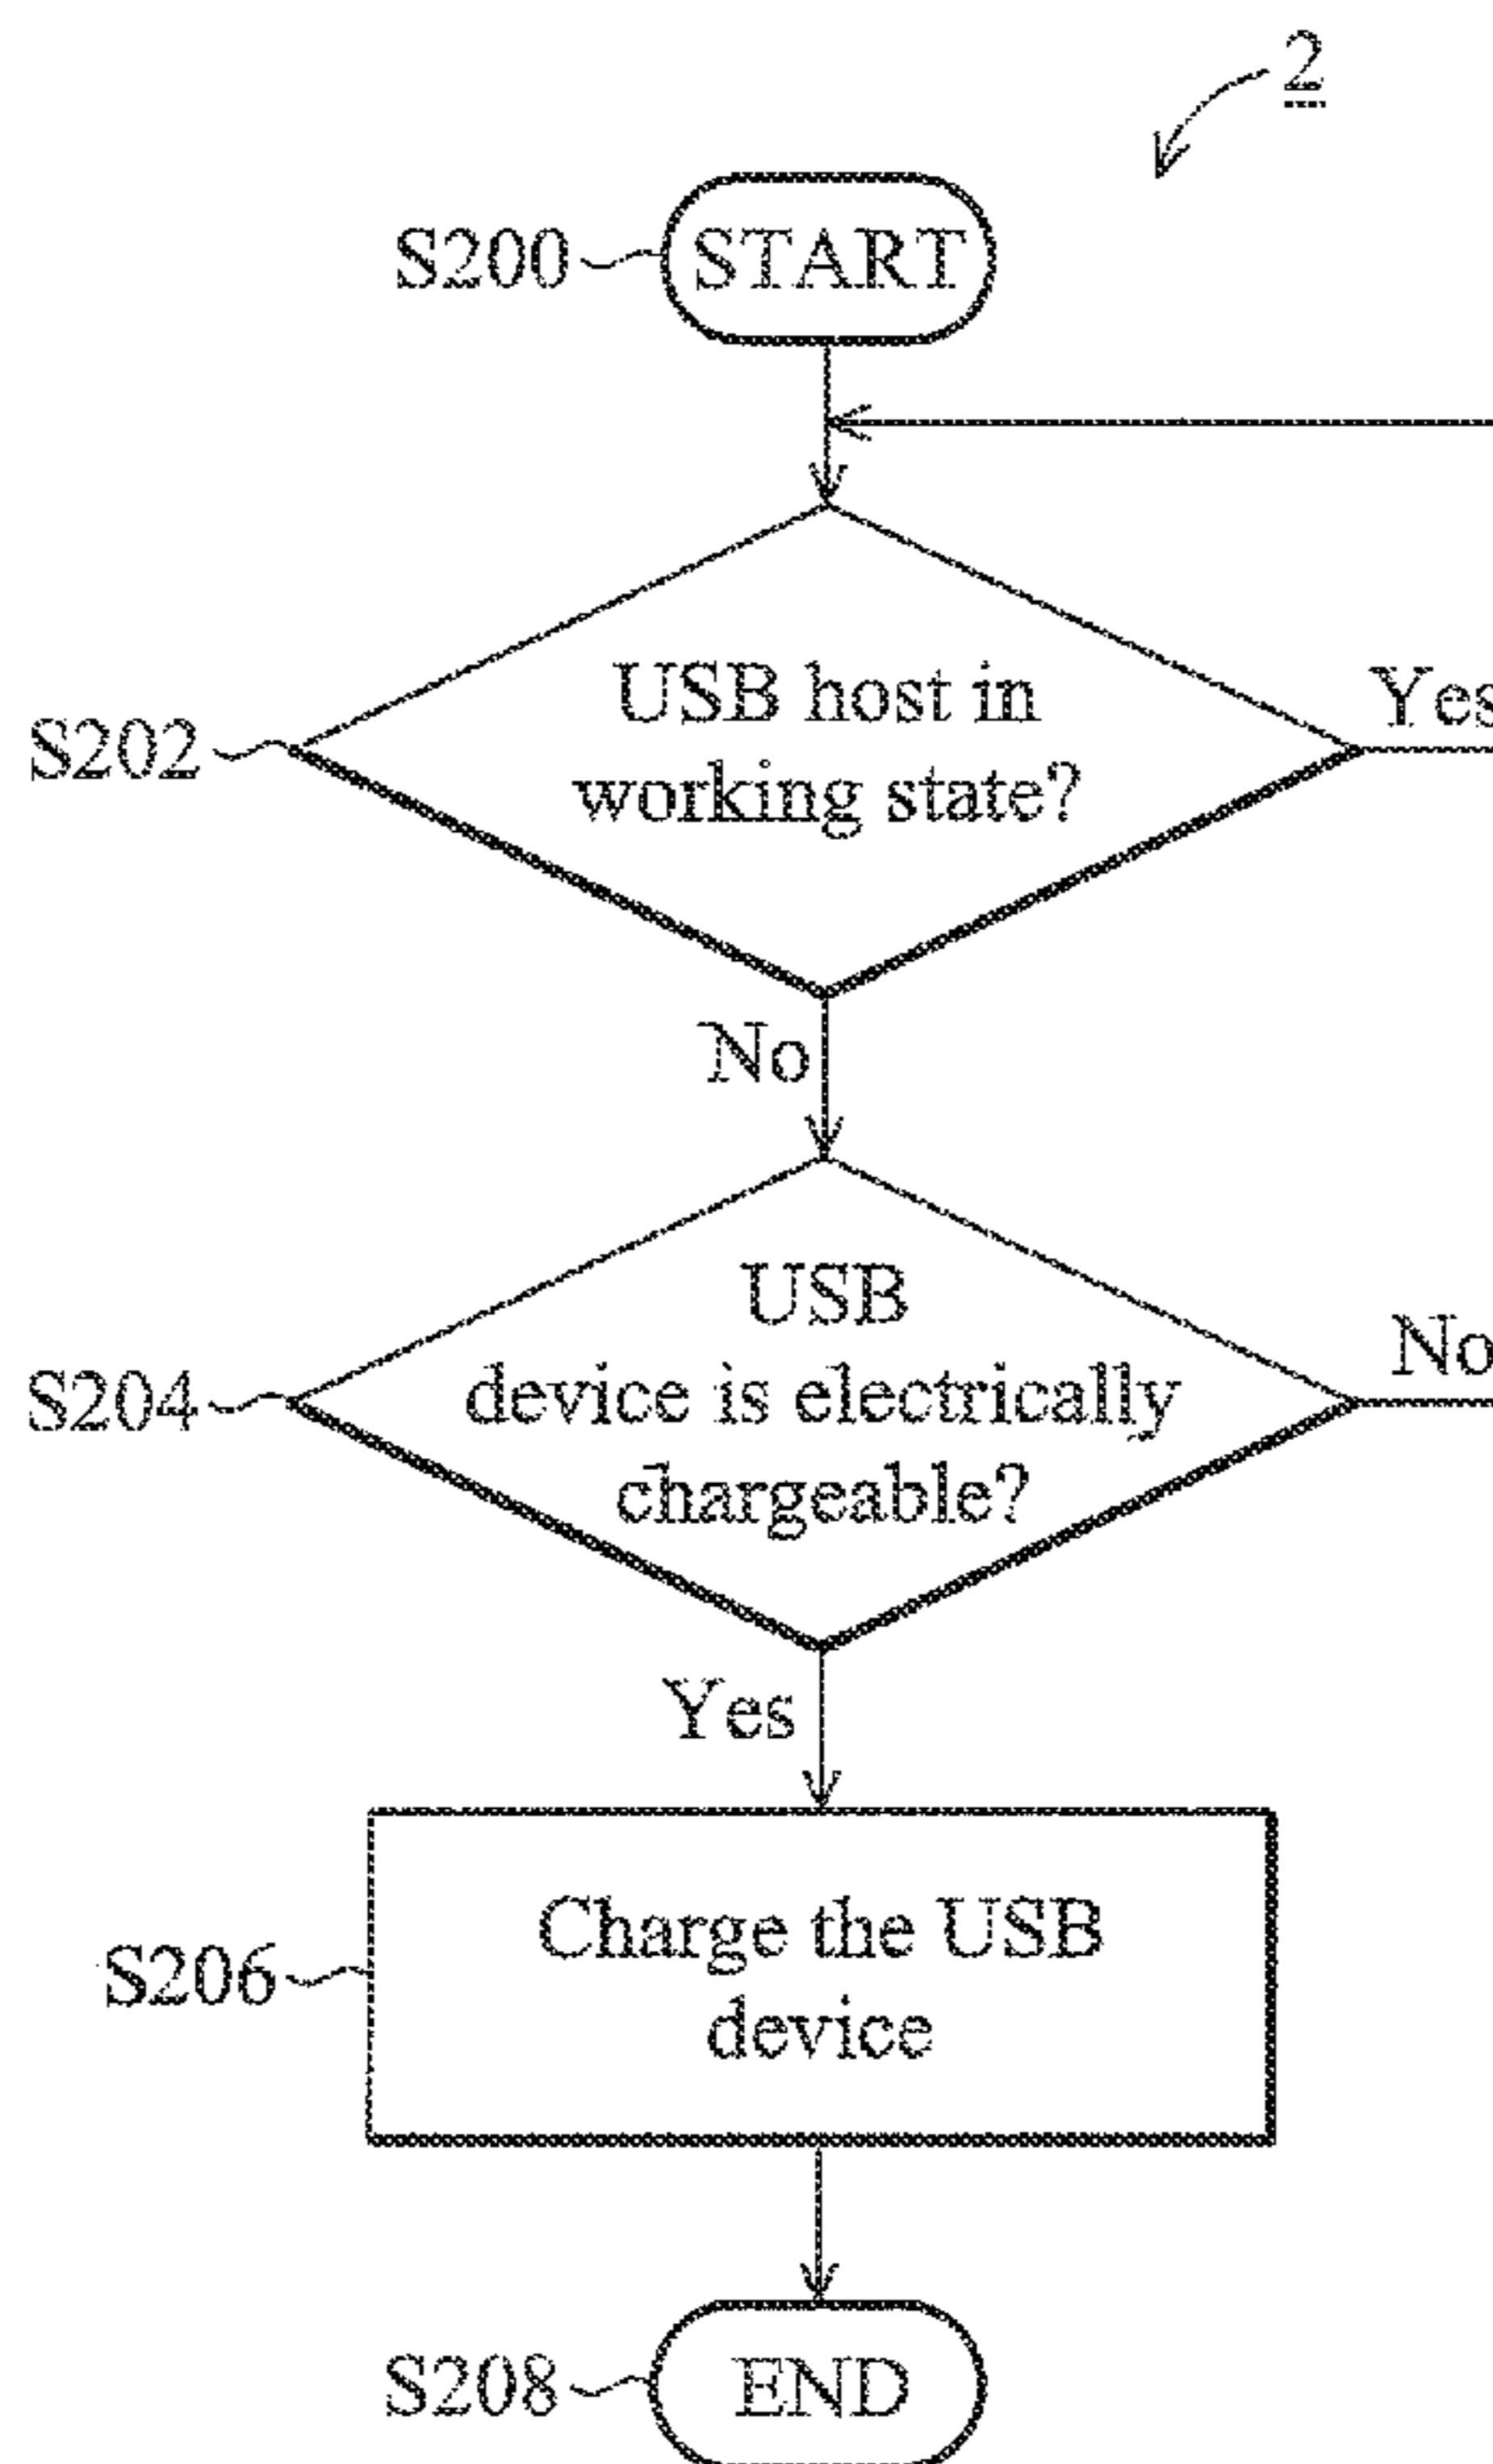 2
S200
START
USB host in
working state?
Yes
S202
No
USB
device is electrically
chargeable?
No
S204
Yes
Charge the USB
device
S206
S208
END